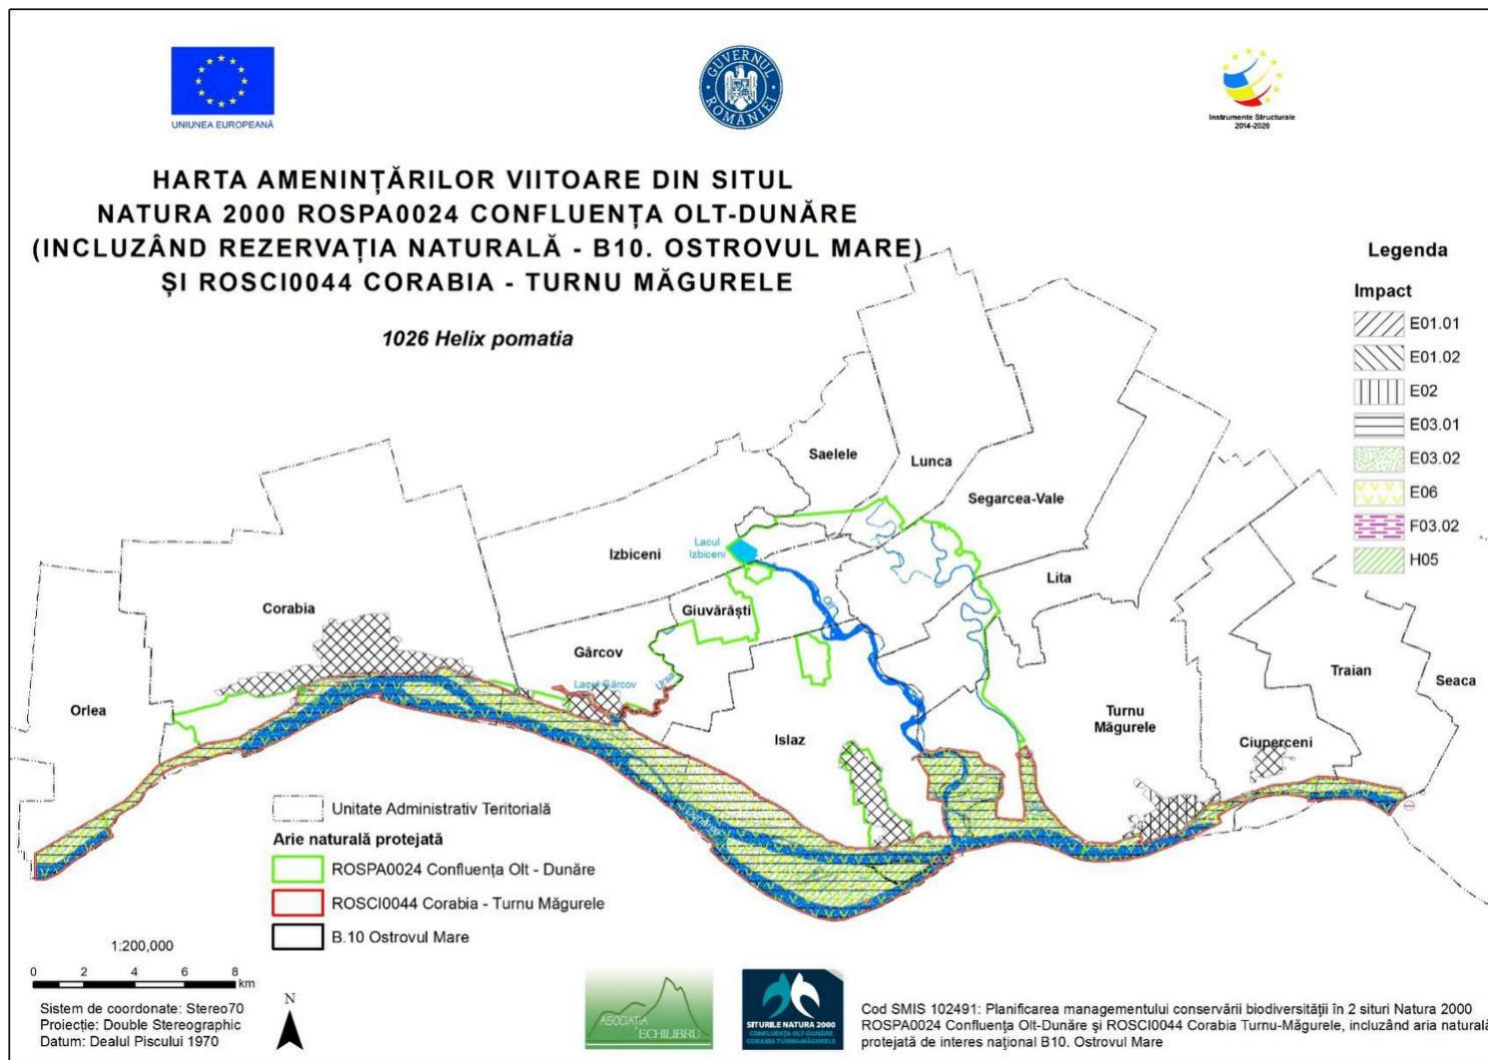 UNIUNEA EUROPEANĂ
GUVERNUL ROMÂNIEI
Instrumente Structurale
2014-2020
HARTA AMENINȚĂRILOR VIITOARE DIN SITUL
NATURA 2000 ROSPA0024 CONFLUENȚA OLT-DUNĂRE
(INCLUZÂND REZERVAȚIA NATURALĂ - B10. OSTROVUL MARE)
ȘI ROSCI0044 CORABIA - TURNU MĂGURELE
1026 Helix pomatia
Legenda
Impact
E01.01
E01.02
E02
E03.01
E03.02
E06
F03.02
H05
Saelele
Lunca
Segarcea-Vale
Lacul
Izbiceni
Izbiceni
Lita
Corabia
Giuvărăști
Olt
Gârcov
Lacul Gârcov
Traian
Seaca
Orlea
Turnu
Măgurele
Islaz
Ciuperceni
Unitate Administrativ Teritorială
Arie naturală protejată
ROSPA0024 Confluența Olt - Dunăre
ROSCI0044 Corabia - Turnu Măgurele
B.10 Ostrovul Mare
1:200,000
0 2 4 6 8
km
Sistem de coordonate: Stereo70
Proiecție: Double Stereographic
Datum: Dealul Piscului 1970
N
ASOCIAȚIA
ECHILIBRU
SITURILE NATURA 2000
CONFLUENȚA OLT-DUNĂRE
CORABIA TURNU-MĂGURELE
Cod SMIS 102491: Planificarea managementului conservării biodiversității în 2 situri Natura 2000
ROSPA0024 Confluența Olt-Dunăre și ROSCI0044 Corabia Turnu-Măgurele, incluzând aria naturală
protejată de interes național B10. Ostrovul Mare